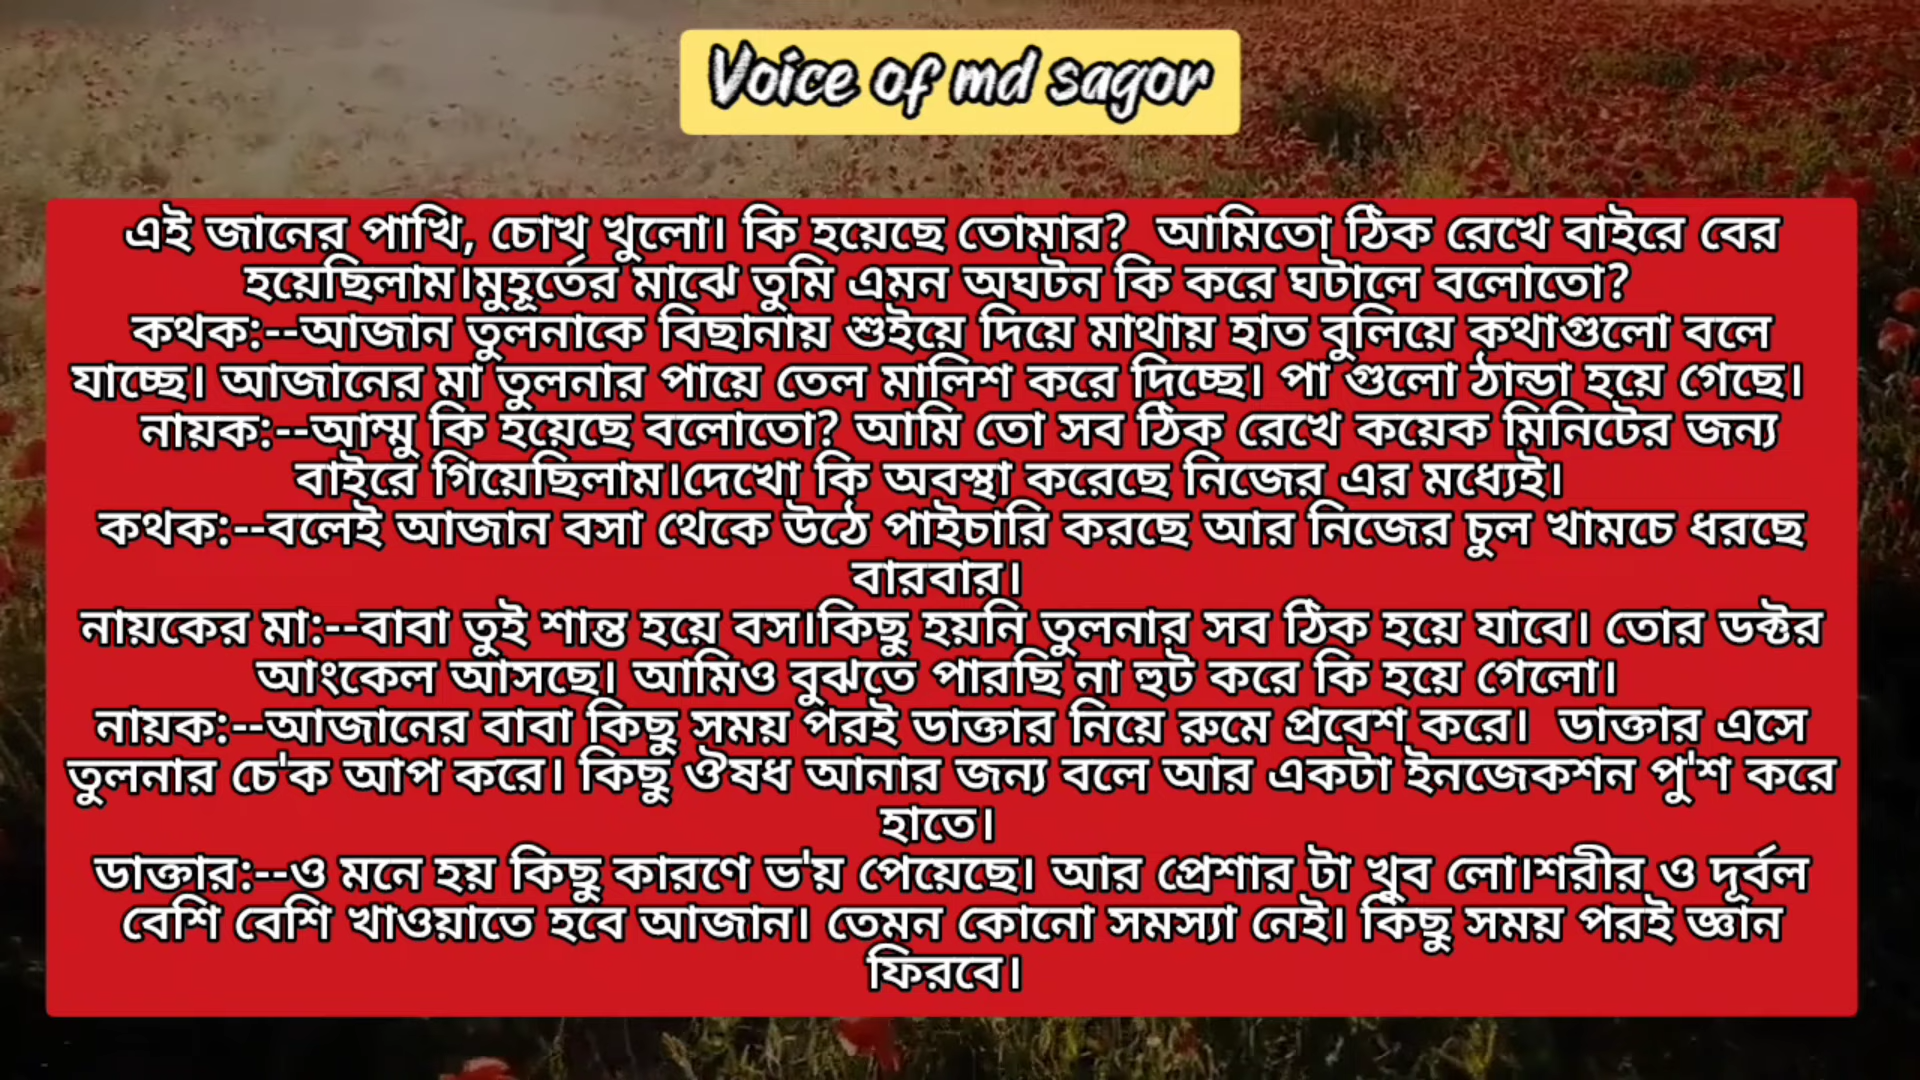 Voice of md sagor
এই জানের পাখি, চোখ খুলো। কি হয়েছে তোমার?  আমিতো ঠিক রেখে বাইরে বের
হয়েছিলাম।মুহূর্তের মাঝে তুমি এমন অঘটন কি করে ঘটালে বলোতো?
কথক:--আজান তুলনাকে বিছানায় শুইয়ে দিয়ে মাথায় হাত বুলিয়ে কথাগুলো বলে
যাচ্ছে। আজানের মা তুলনার পায়ে তেল মালিশ করে দিচ্ছে। পা গুলো ঠান্ডা হয়ে গেছে।
নায়ক:--আম্মু কি হয়েছে বলোতো? আমি তো সব ঠিক রেখে কয়েক মিনিটের জন্য
বাইরে গিয়েছিলাম।দেখো কি অবস্থা করেছে নিজের এর মধ্যেই।
কথক:--বলেই আজান বসা থেকে উঠে পাইচারি করছে আর নিজের চুল খামচে ধরছে
বারবার।
নায়কের মা:--বাবা তুই শান্ত হয়ে বস।কিছু হয়নি তুলনার সব ঠিক হয়ে যাবে। তোর ডক্টর
আংকেল আসছে। আমিও বুঝতে পারছি না হুট করে কি হয়ে গেলো।
নায়ক:--আজানের বাবা কিছু সময় পরই ডাক্তার নিয়ে রুমে প্রবেশ করে।  ডাক্তার এসে
তুলনার চে'ক আপ করে। কিছু ঔষধ আনার জন্য বলে আর একটা ইনজেকশন পু'শ করে
হাতে।
ডাক্তার:--ও মনে হয় কিছু কারণে ভ'য় পেয়েছে। আর প্রেশার টা খুব লো।শরীর ও দূর্বল
বেশি বেশি খাওয়াতে হবে আজান। তেমন কোনো সমস্যা নেই। কিছু সময় পরই জ্ঞান
ফিরবে।